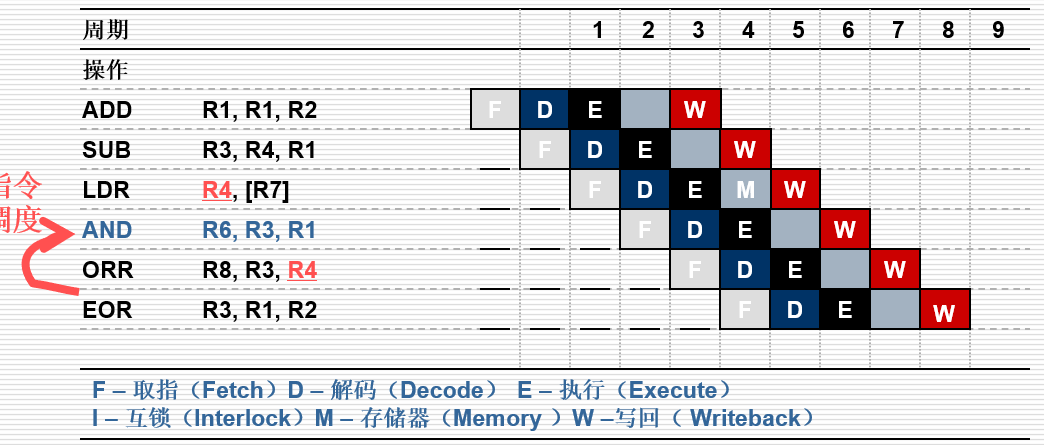 周期 1 2 3 4 5 6 7 8 9
操作
ADD R1, R1, R2 F D E W
SUB R3, R4, R1 F D E W
LDR R4, [R7] F D E M W
指令
调度
AND R6, R3, R1 F D E W
ORR R8, R3, R4 F D E W
EOR R3, R1, R2 F D E W
F – 取指（Fetch）D – 解码（Decode） E – 执行（Execute）
I – 互锁（Interlock）M – 存储器（Memory ）W –写回（ Writeback）